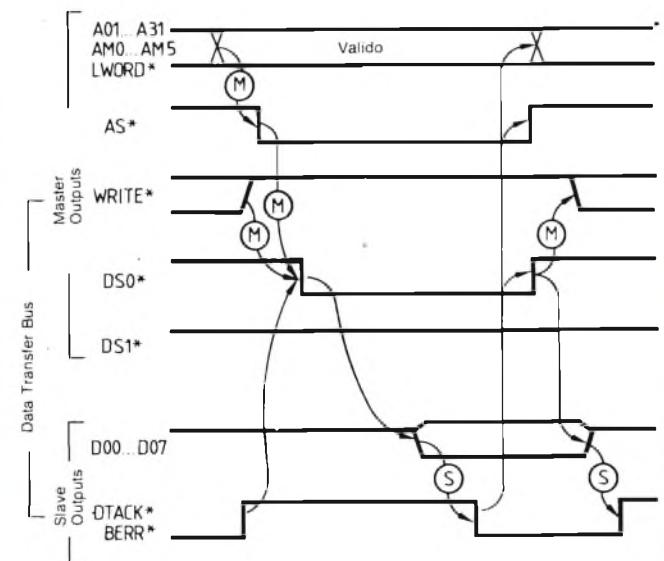 A01...A31
AM0...AM5
Valido
LWORD*
M
AS*
WRITE*
M
M
M
DS0*
DS1*
D00...D07
S
S
DTACK*
BERR*
Master
Outputs
Data Transfer Bus
Slave
Outputs